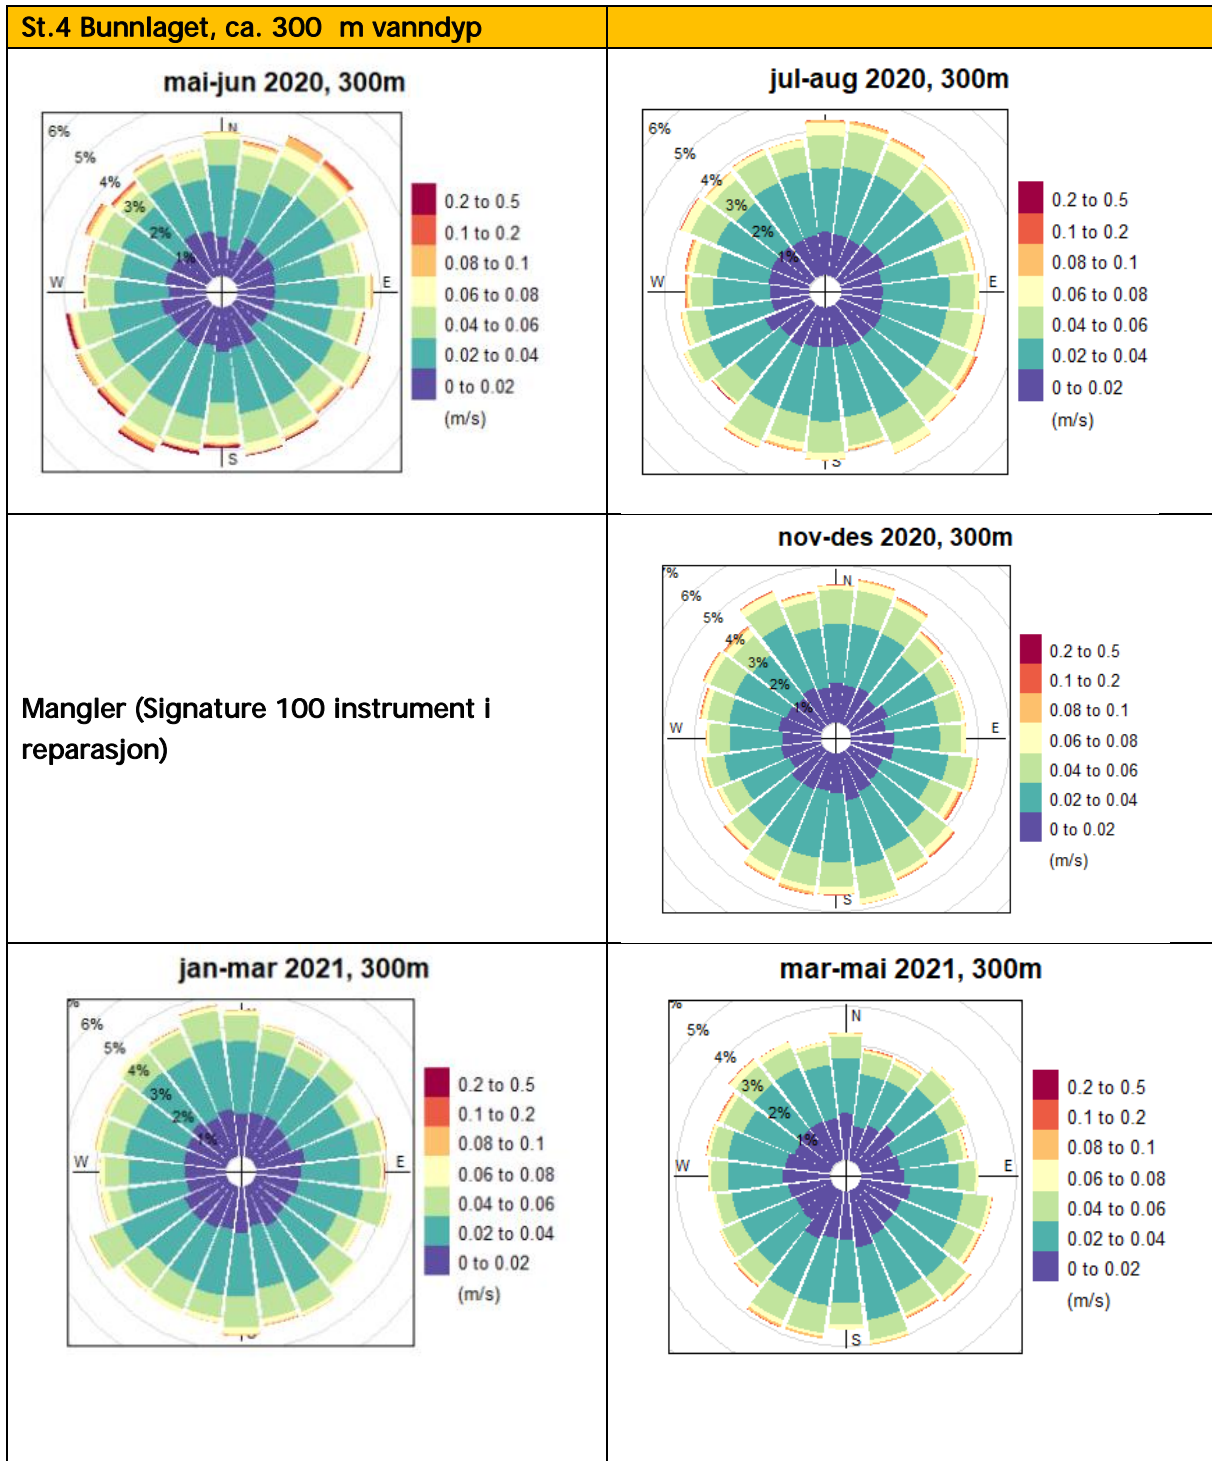 St.4 Bunnlaget, ca. 300 m vanndyp
mai-jun 2020, 300m
6%
5%
4%
3%
2%
1%
N
W
E
S
0.2 to 0.5
0.1 to 0.2
0.08 to 0.1
0.06 to 0.08
0.04 to 0.06
0.02 to 0.04
0 to 0.02
(m/s)
jul-aug 2020, 300m
6%
5%
4%
3%
2%
1%
W
E
S
0.2 to 0.5
0.1 to 0.2
0.08 to 0.1
0.06 to 0.08
0.04 to 0.06
0.02 to 0.04
0 to 0.02
(m/s)
Mangler (Signature 100 instrument i
reparasjon)
nov-des 2020, 300m
%
6%
5%
4%
3%
2%
1%
N
W
E
S
0.2 to 0.5
0.1 to 0.2
0.08 to 0.1
0.06 to 0.08
0.04 to 0.06
0.02 to 0.04
0 to 0.02
(m/s)
jan-mar 2021, 300m
%
6%
5%
4%
3%
2%
1%
W
E
0.2 to 0.5
0.1 to 0.2
0.08 to 0.1
0.06 to 0.08
0.04 to 0.06
0.02 to 0.04
0 to 0.02
(m/s)
mar-mai 2021, 300m
%
5%
4%
3%
2%
1%
N
W
E
S
0.2 to 0.5
0.1 to 0.2
0.08 to 0.1
0.06 to 0.08
0.04 to 0.06
0.02 to 0.04
0 to 0.02
(m/s)